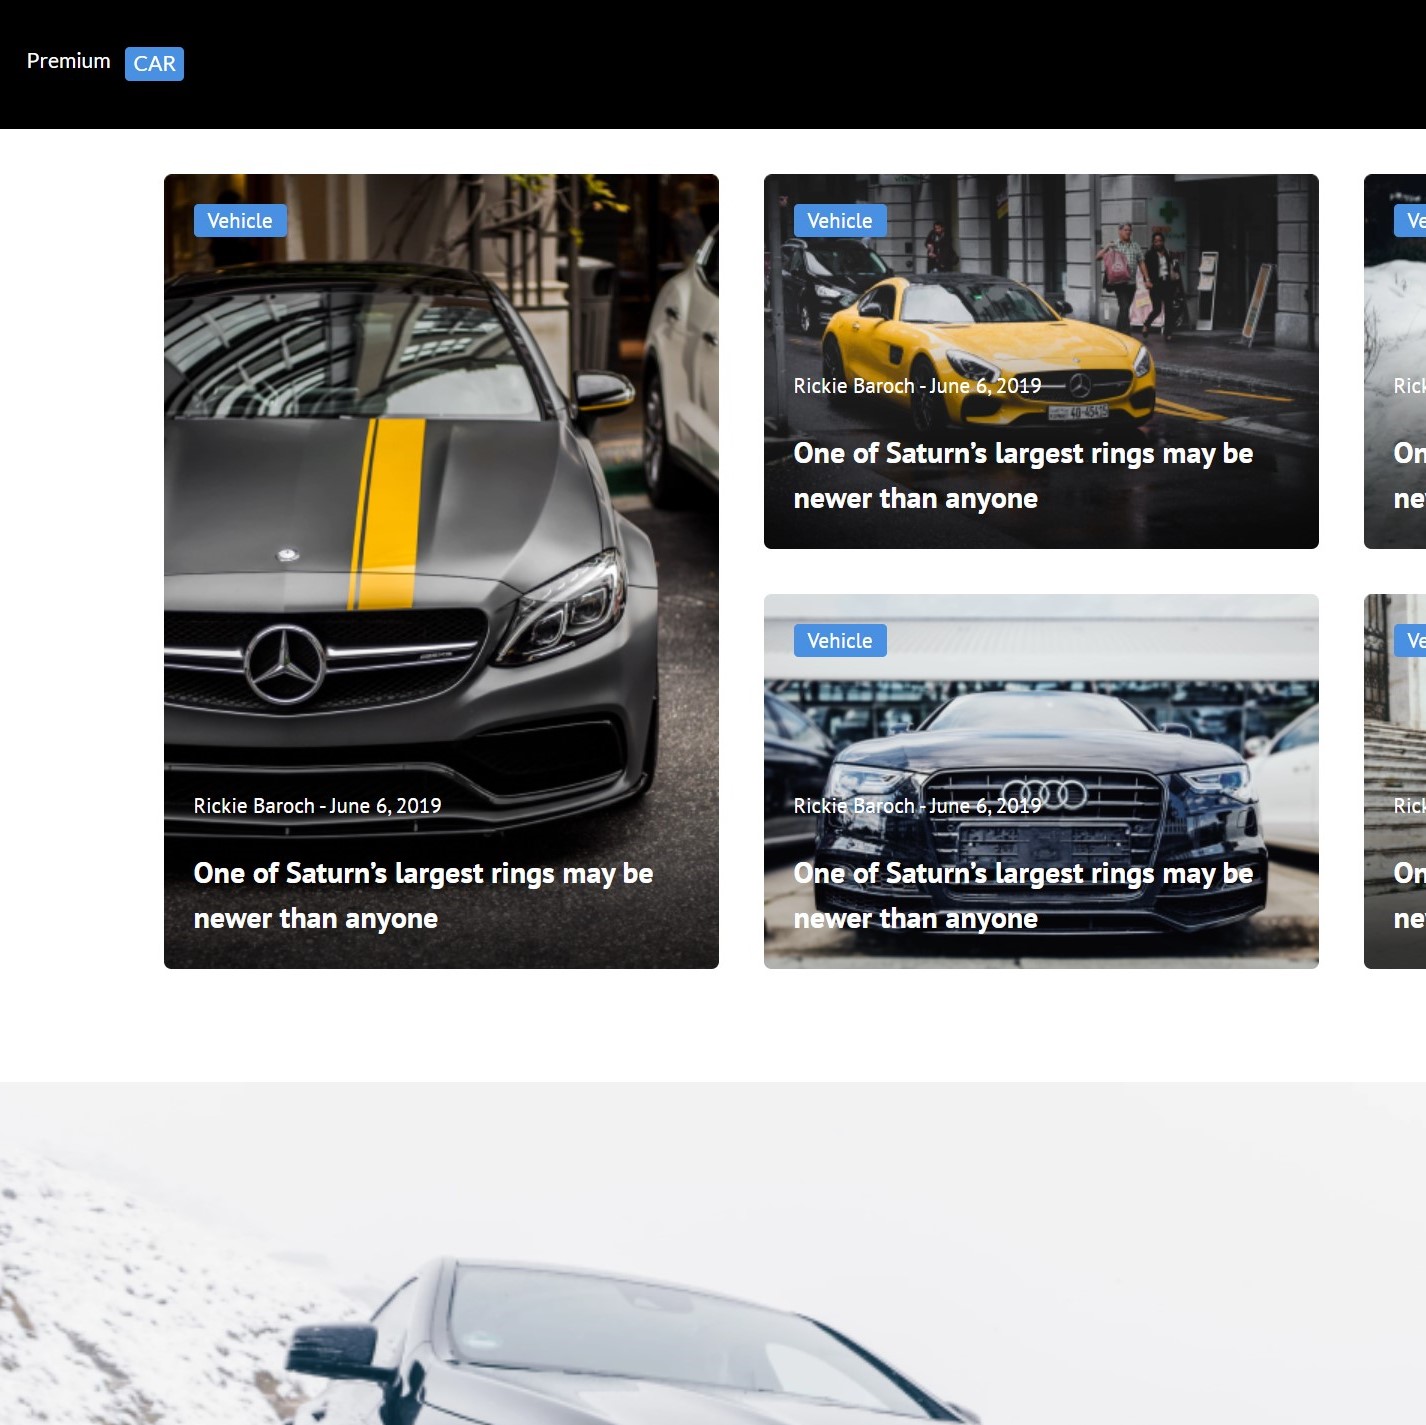 Premium CAR
Vehicle
Rickie Baroch - June 6, 2019
One of Saturn’s largest rings may be
newer than anyone
Vehicle
Rickie Baroch - June 6, 2019
One of Saturn’s largest rings may be
newer than anyone
Vehicle
Rickie Baroch - June 6, 2019
One of Saturn’s largest rings may be
newer than anyone
Ve
Rick
On
Ve
Rick
On